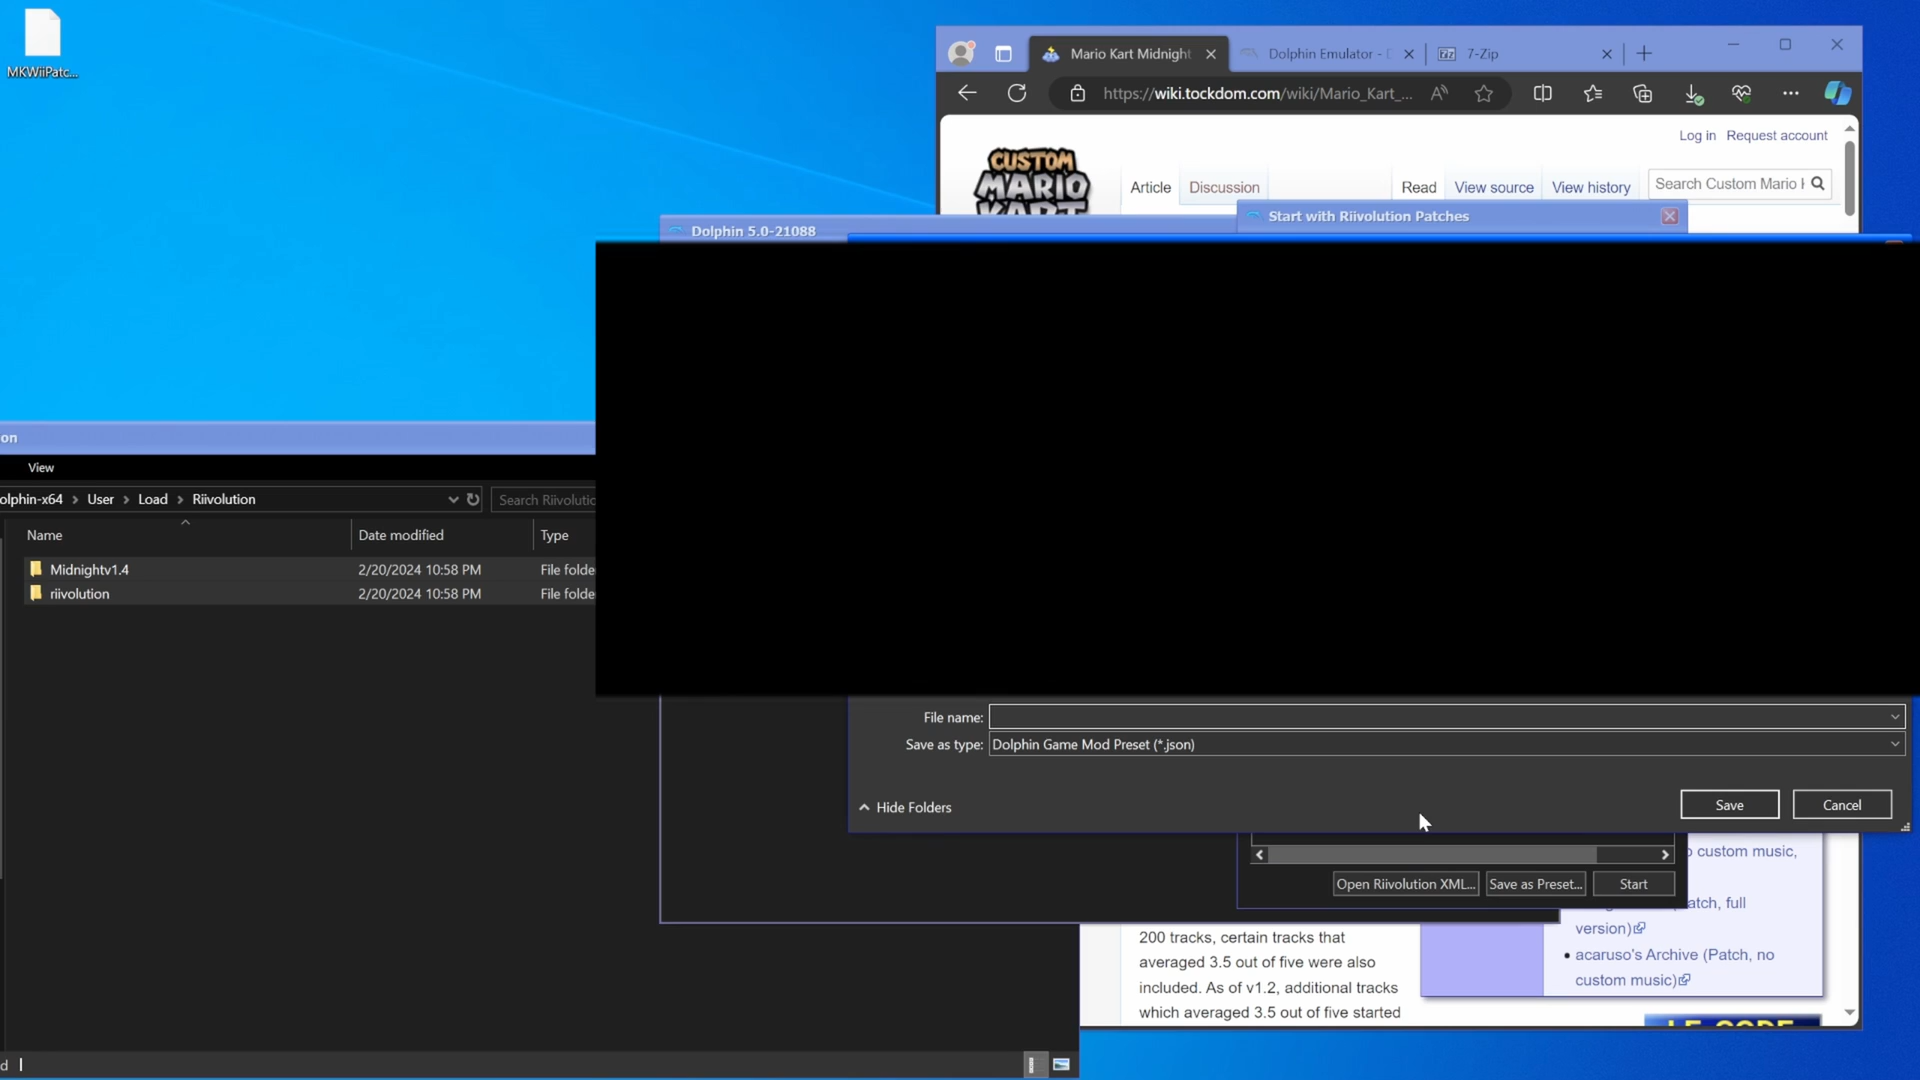 MKWiiPatc...
Mario Kart Midnight
Dolphin Emulator -
7-Zip
https://wiki.tockdom.com/wiki/Mario_Kart_...
Log in Request account
CUSTOM
MARIO
KART
Article Discussion Read View source View history
Search Custom Mario
Start with Riivolution Patches
Dolphin 5.0-21088
on
View
olphin-x64 > User > Load > Riivolution
Search Riivolutic
Name Date modified Type
Midnightv1.4 2/20/2024 10:58 PM File folde
riivolution 2/20/2024 10:58 PM File folde
File name:
Save as type: Dolphin Game Mod Preset (*.json)
Hide Folders
Save Cancel
o custom music,
Open Riivolution XML... Save as Preset... Start
atch, full
version)
• acaruso's Archive (Patch, no
custom music)
200 tracks, certain tracks that
averaged 3.5 out of five were also
included. As of v1.2, additional tracks
which averaged 3.5 out of five started
LE-CODE
d